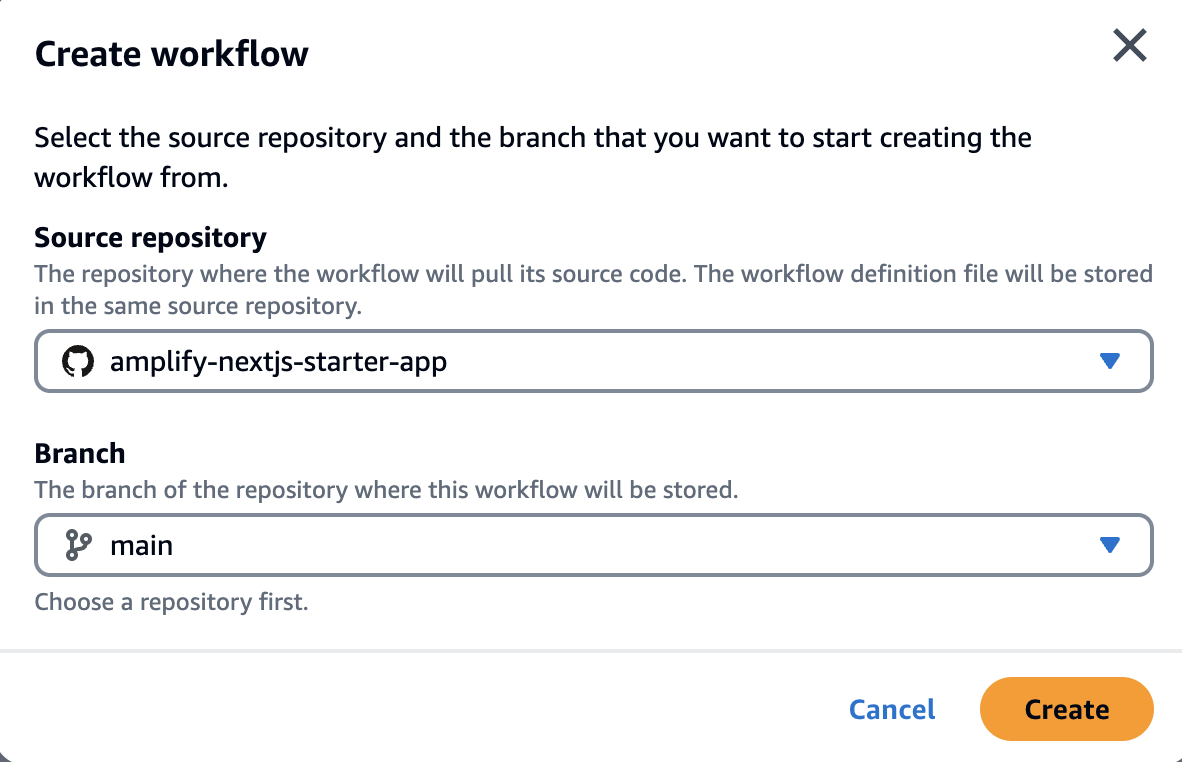 Create workflow
Select the source repository and the branch that you want to start creating the
workflow from.
Source repository
The repository where the workflow will pull its source code. The workflow definition file will be stored
in the same source repository.
amplify-nextjs-starter-app
Branch
The branch of the repository where this workflow will be stored.
main
Choose a repository first.
Cancel
Create